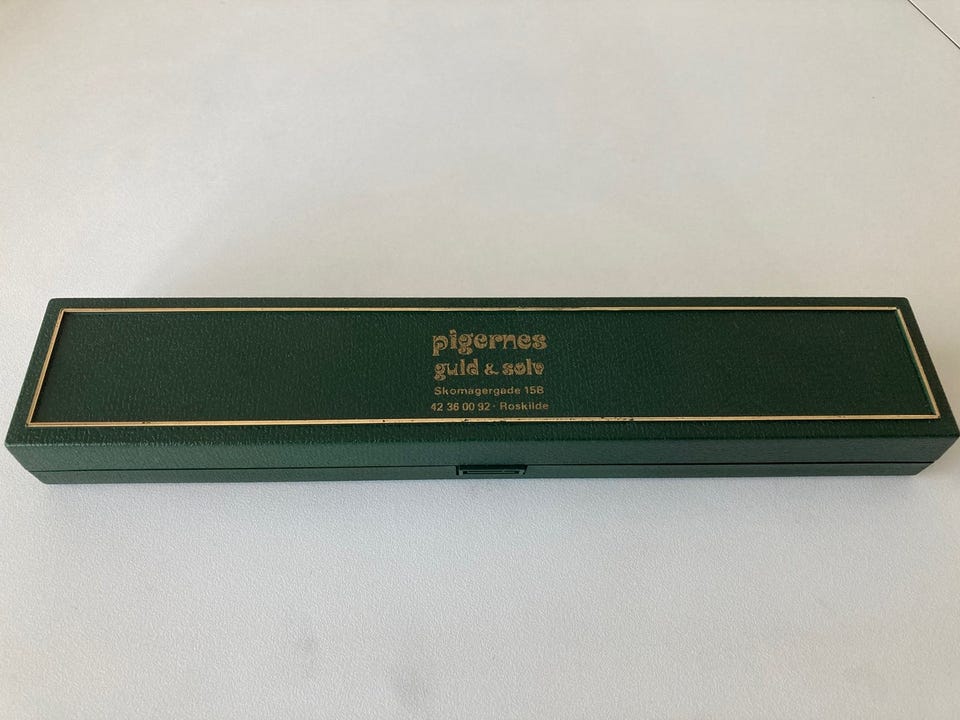 pigernes
guld & sølv
Skomagergade 15B
42 36 00 92 · Roskilde